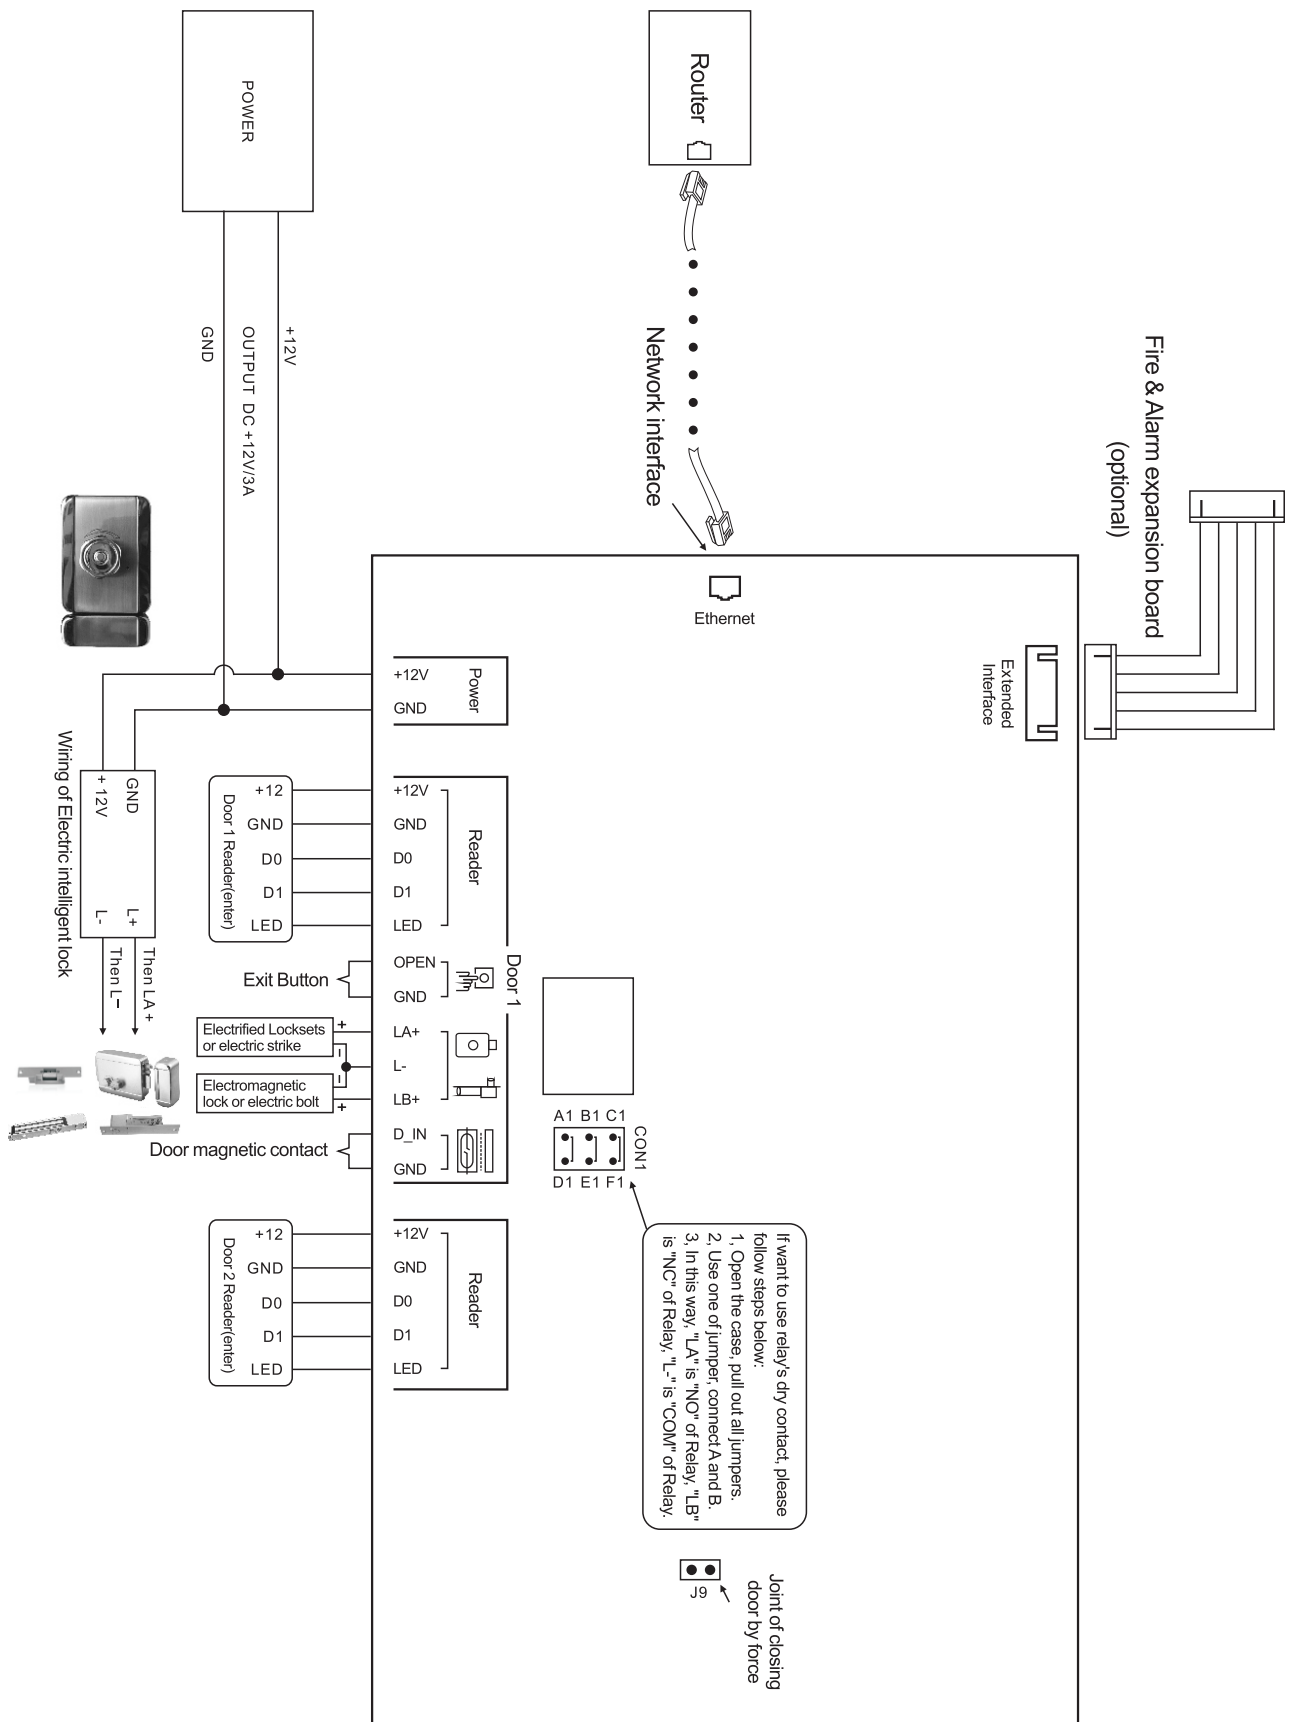 POWER
+12V
OUTPUT DC +12V/3A
GND
Router
Network interface
Fire & Alarm expansion board
(optional)
Ethernet
Extended
Interface
Power
+12V
GND
GND
+ 12V
L+
L-
Then LA +
Then L-
Wiring of Electric intelligent lock
+12
GND
D0
D1
LED
Door 1 Reader(enter)
+12V
GND
D0
D1
LED
Reader
Door 1
OPEN
GND
Exit Button
LA+
L-
LB+
Electrified Locksets
or electric strike
+
-
Electromagnetic
lock or electric bolt
-
+
D_IN
GND
Door magnetic contact
A1 B1 C1
CON1
D1 E1 F1
+12
GND
D0
D1
LED
Door 2 Reader(enter)
+12V
GND
D0
D1
LED
Reader
If want to use relay's dry contact, please
follow steps below:
1, Open the case, pull out all jumpers.
2, Use one of jumper, connect A and B.
3, In this way, "LA" is "NO" of Relay, "LB"
is "NC" of Relay, "L-" is "COM" of Relay.
J9
Joint of closing
door by force